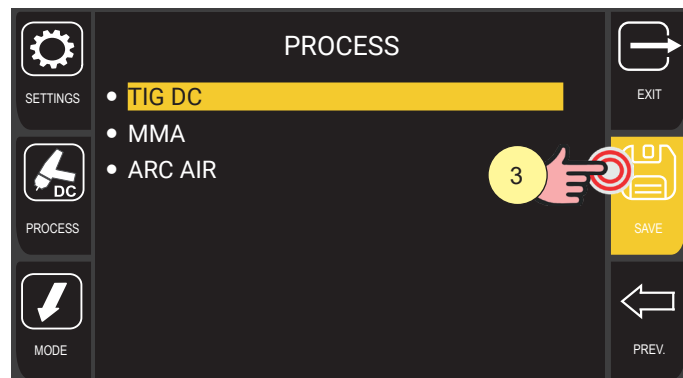 PROCESS
SETTINGS
EXIT
• TIG DC
• MMA
• ARC AIR
3
DC
PROCESS
SAVE
MODE
PREV.